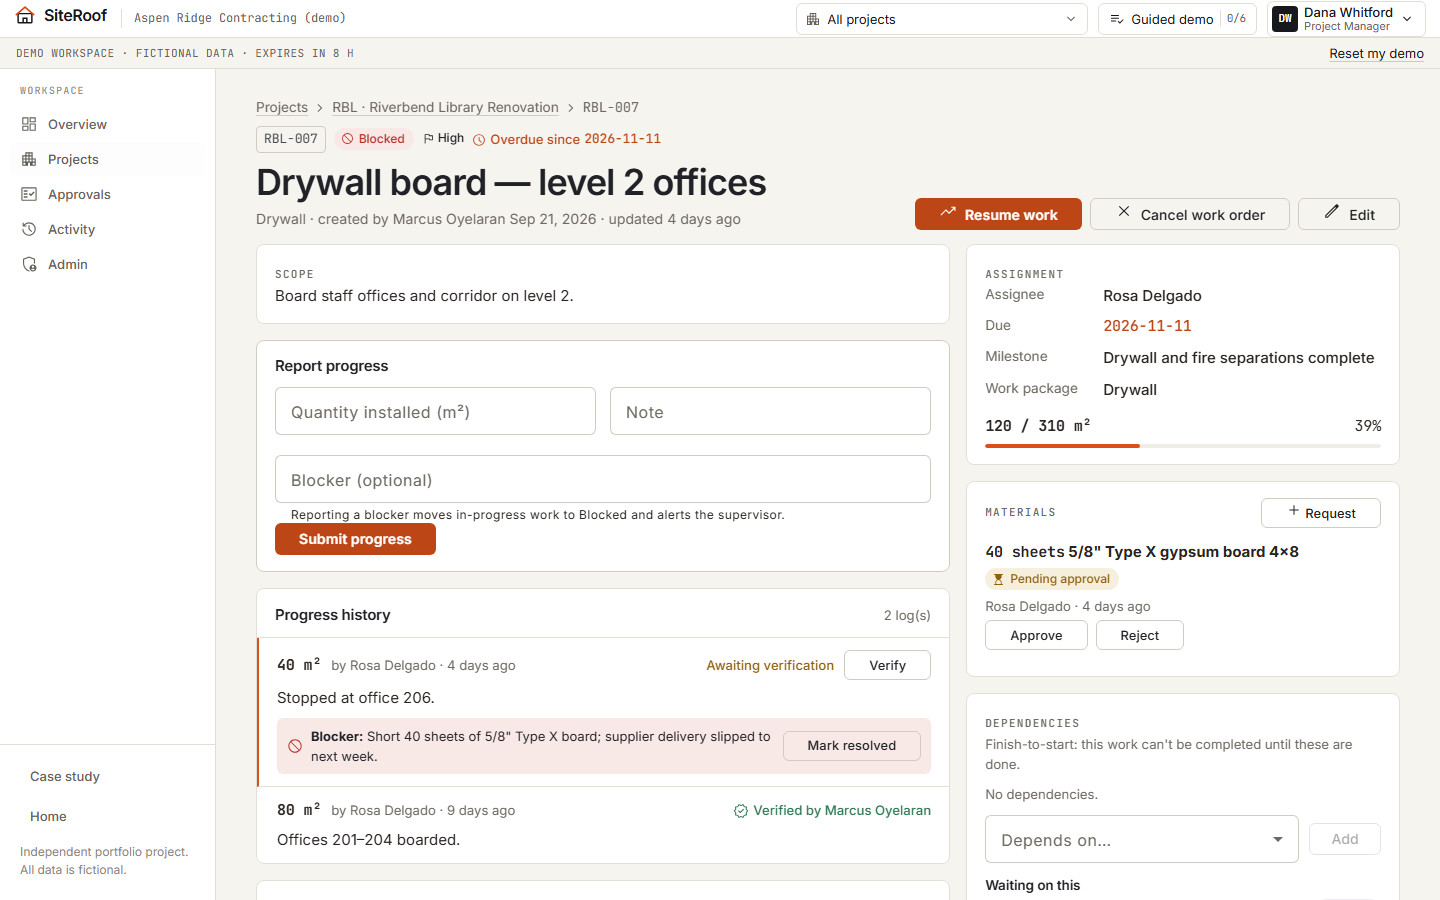 SiteRoof
Aspen Ridge Contracting (demo)
All projects
Guided demo 0/6
DW
Dana Whitford
Project Manager
DEMO WORKSPACE · FICTIONAL DATA · EXPIRES IN 8 H
Reset my demo
WORKSPACE
Overview
Projects
Approvals
Activity
Admin
Case study
Home
Independent portfolio project.
All data is fictional.
Projects > RBL · Riverbend Library Renovation > RBL-007
RBL-007 Blocked High Overdue since 2026-11-11
Drywall board — level 2 offices
Drywall · created by Marcus Oyelaran Sep 21, 2026 · updated 4 days ago
Resume work
Cancel work order
Edit
SCOPE
Board staff offices and corridor on level 2.
Report progress
Quantity installed (m²)
Note
Blocker (optional)
Reporting a blocker moves in-progress work to Blocked and alerts the supervisor.
Submit progress
Progress history
2 log(s)
40 m² by Rosa Delgado · 4 days ago
Awaiting verification
Verify
Stopped at office 206.
Blocker: Short 40 sheets of 5/8" Type X board; supplier delivery slipped to
next week.
Mark resolved
80 m² by Rosa Delgado · 9 days ago
Verified by Marcus Oyelaran
Offices 201–204 boarded.
ASSIGNMENT
Assignee Rosa Delgado
Due 2026-11-11
Milestone Drywall and fire separations complete
Work package Drywall
120 / 310 m² 39%
MATERIALS
+ Request
40 sheets 5/8" Type X gypsum board 4×8
Pending approval
Rosa Delgado · 4 days ago
Approve
Reject
DEPENDENCIES
Finish-to-start: this work can't be completed until these are
done.
No dependencies.
Depends on...
Add
Waiting on this